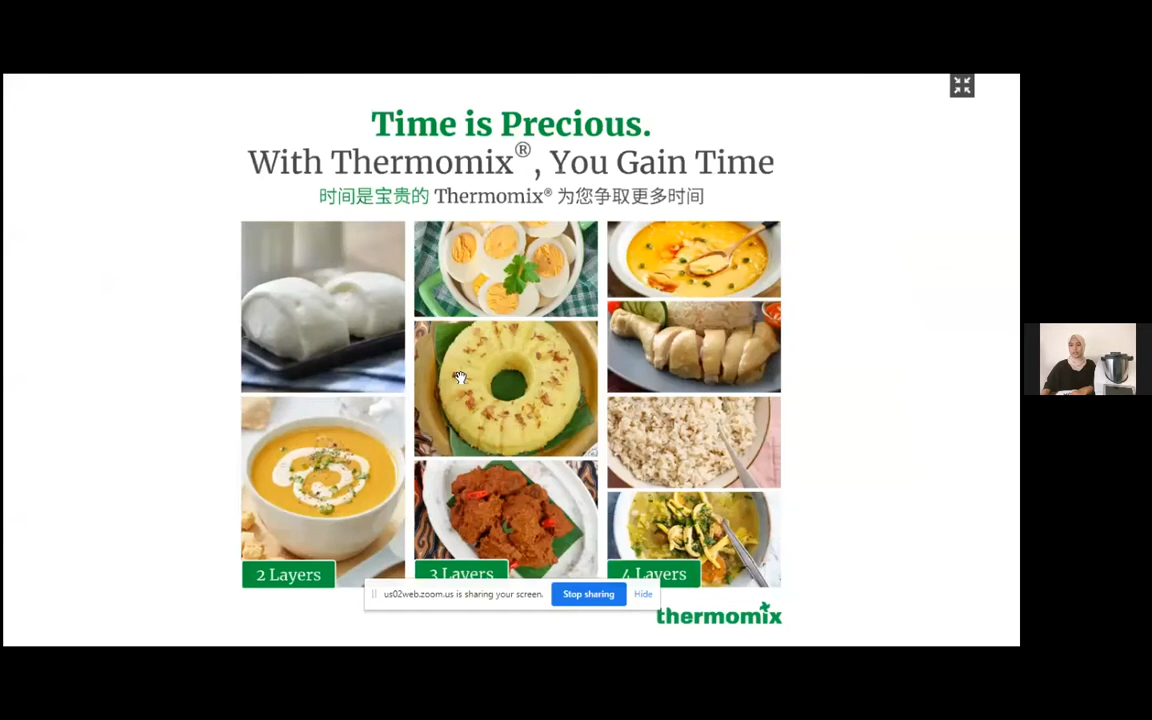 Time is Precious.
With Thermomix®, You Gain Time
时间是宝贵的 Thermomix® 为您争取更多时间
2 Layers
3 Layers
4 Layers
us02web.zoom.us is sharing your screen.
Stop sharing
Hide
thermomix